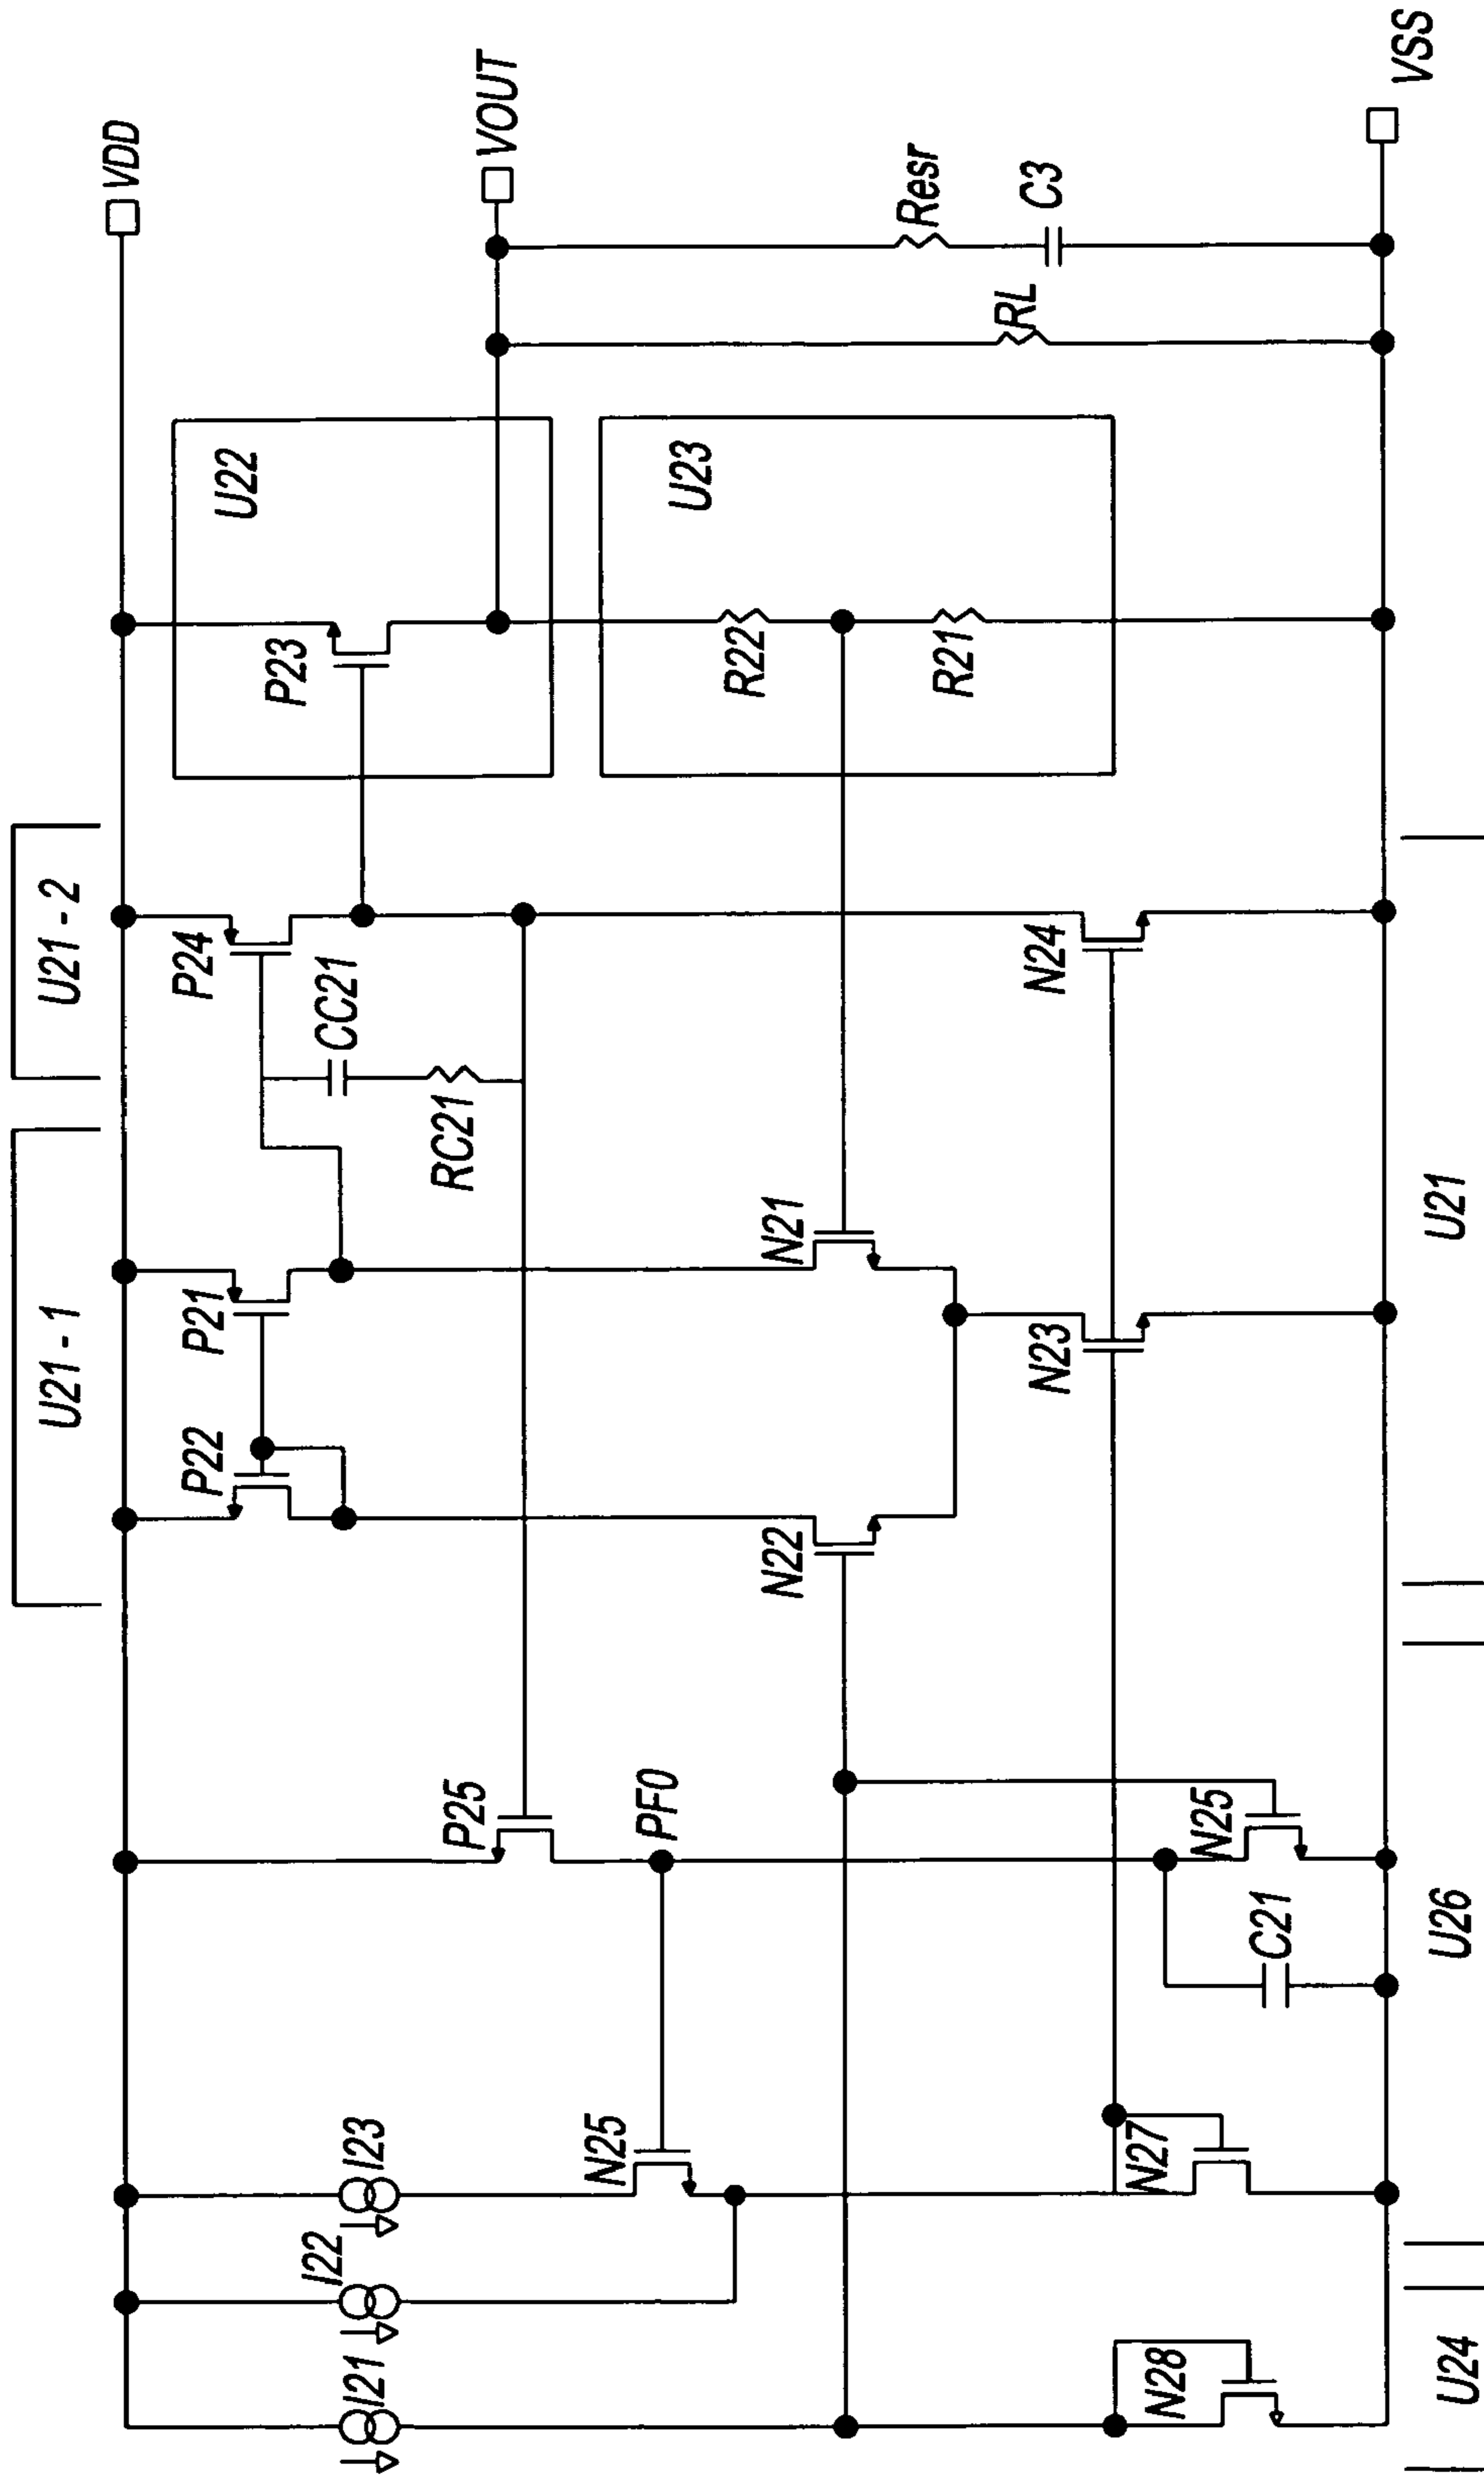 U21 - 1
U21 - 2
VDD
I21
I22
I23
P22
P21
P24
P23
U22
CC21
RC21
VOUT
P25
N25
PF0
N22
N21
R22
U23
R21
RL
Resr
C3
N23
N24
N28
N27
C21
N25
VSS
U24
U26
U21